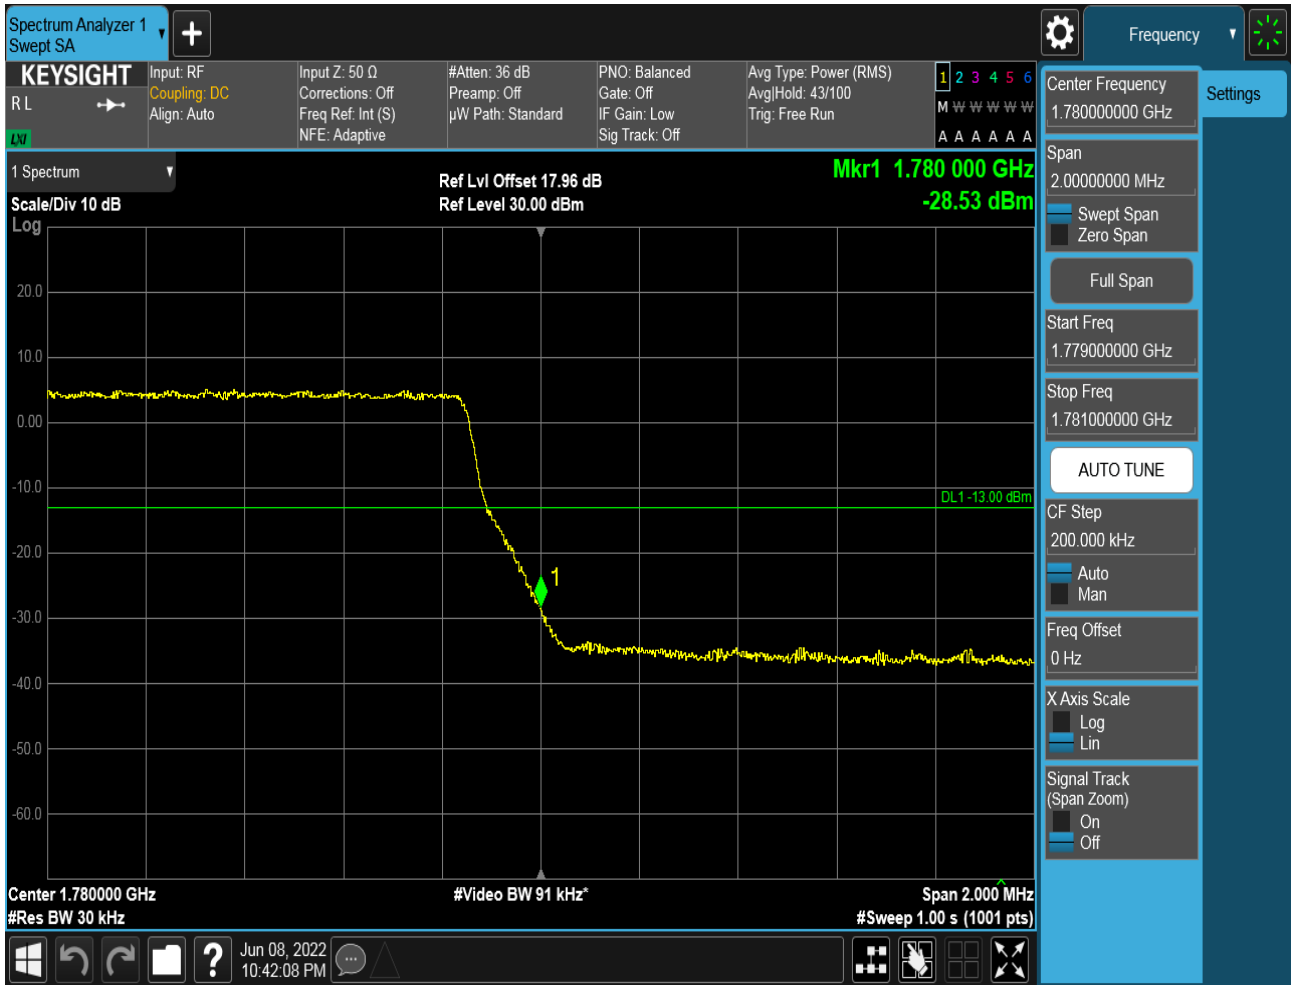 Spectrum Analyzer 1
Swept SA
Frequency
KEYSIGHT
R L
LXI
Input: RF
Coupling: DC
Align: Auto
Input Z: 50 Ω
Corrections: Off
Freq Ref: Int (S)
NFE: Adaptive
#Atten: 36 dB
Preamp: Off
µW Path: Standard
PNO: Balanced
Gate: Off
IF Gain: Low
Sig Track: Off
Avg Type: Power (RMS)
Avg|Hold: 43/100
Trig: Free Run
1 2 3 4 5 6
M W W W W W
A A A A A A
1 Spectrum
Scale/Div 10 dB
Log
Ref Lvl Offset 17.96 dB
Ref Level 30.00 dBm
Mkr1 1.780 000 GHz
-28.53 dBm
20.0
10.0
0.00
-10.0
-20.0
-30.0
-40.0
-50.0
-60.0
DL1 -13.00 dBm
1
Center 1.780000 GHz
#Res BW 30 kHz
#Video BW 91 kHz*
Span 2.000 MHz
#Sweep 1.00 s (1001 pts)
Jun 08, 2022
10:42:08 PM
?
Center Frequency
1.780000000 GHz
Settings
Span
2.00000000 MHz
Swept Span
Zero Span
Full Span
Start Freq
1.779000000 GHz
Stop Freq
1.781000000 GHz
AUTO TUNE
CF Step
200.000 kHz
Auto
Man
Freq Offset
0 Hz
X Axis Scale
Log
Lin
Signal Track
(Span Zoom)
On
Off